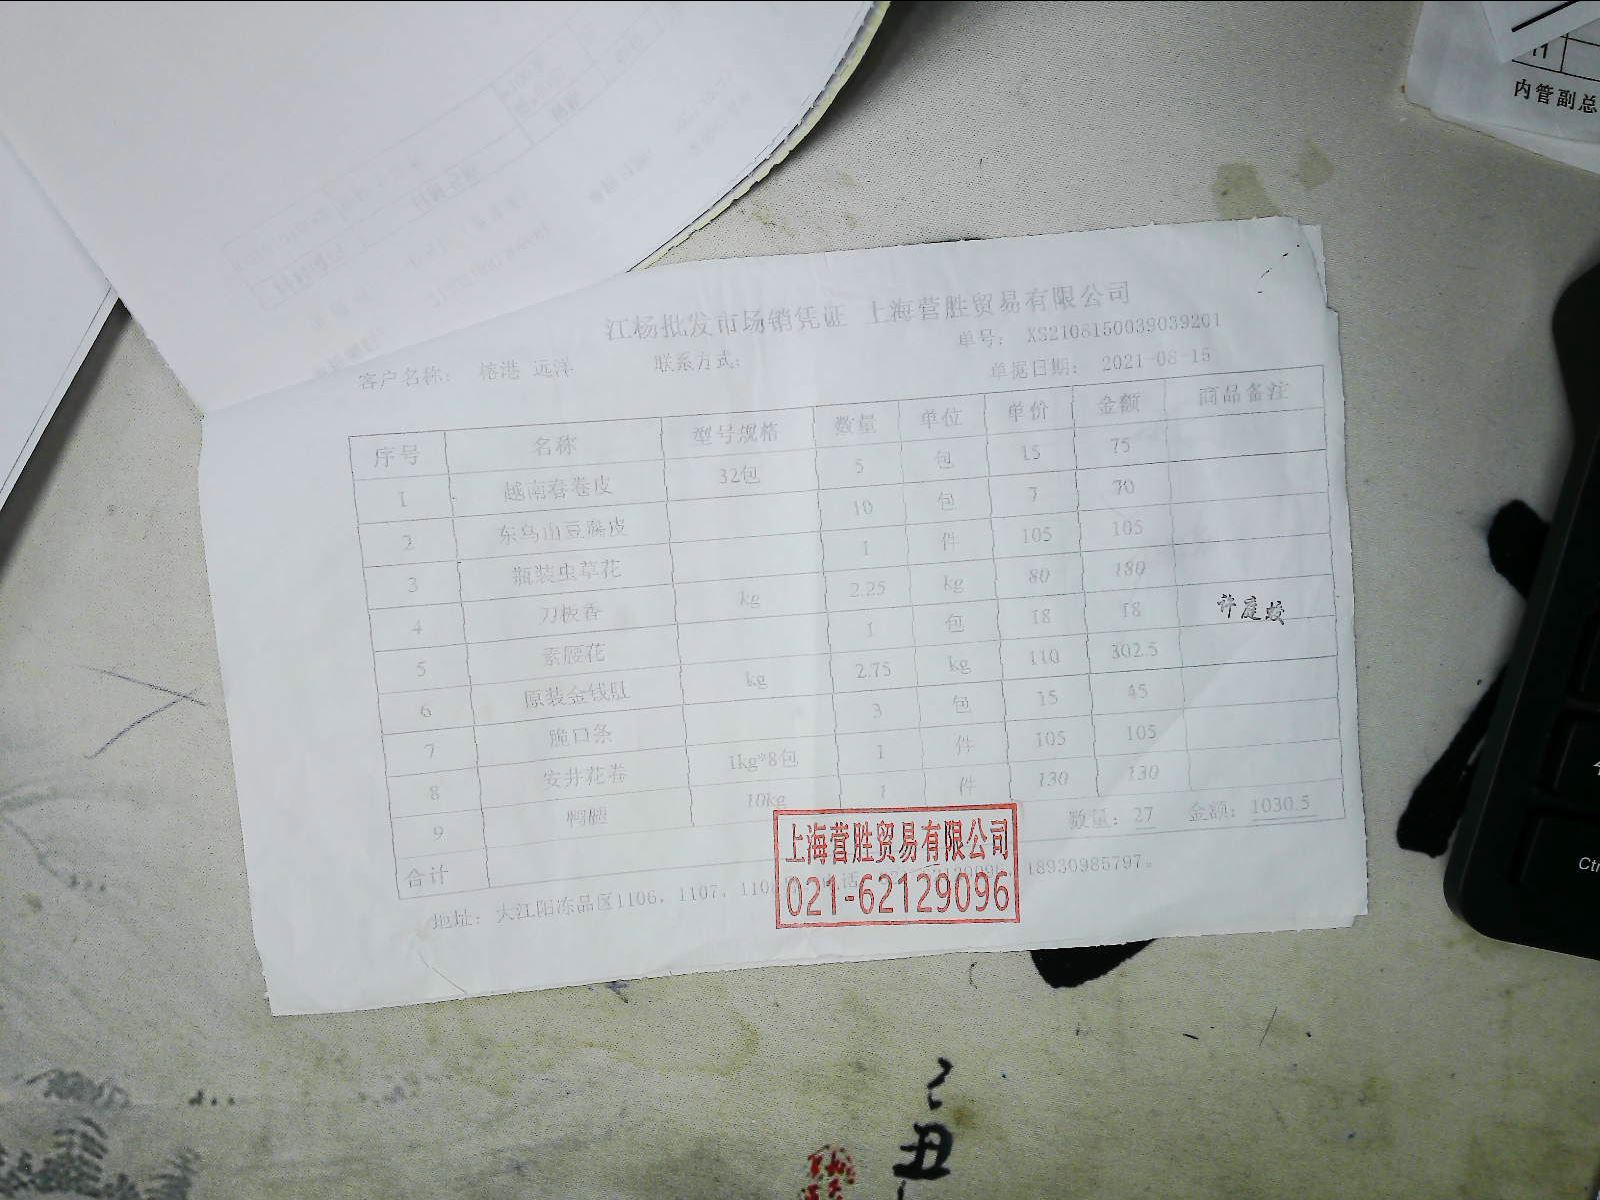 江杨批发市场销凭证 上海营胜贸易有限公司
单号: XS2108150039039201
客户名称: 榕港 远洋 联系方式: 单据日期: 2021-08-15
序号 名称 型号规格 数量 单位 单价 金额 商品备注
1 越南春卷皮 32包 5 包 15 75
2 东乌山豆腐皮 10 包 7 70
3 瓶装虫草花 1 件 105 105
4 刀板香 kg 2.25 kg 80 180
5 素腰花 1 包 18 18
6 原装金钱肚 kg 2.75 kg 110 302.5
7 脆口条 3 包 15 45
8 安井花卷 1kg*8包 1 件 105 105
9 鸭腿 10kg 1 件 130 130
合计 数量: 27 金额: 1030.5
地址: 大江阳冻品区1106, 1107, 18930985797.
许庭
上海营胜贸易有限公司
021-62129096
内管副总
11
丑